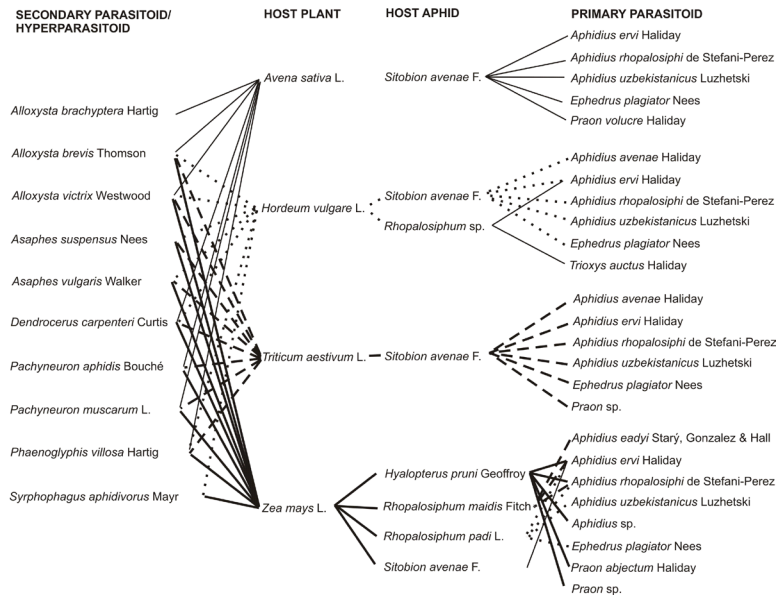 SECONDARY PARASITOID/
HYPERPARASITOID
HOST PLANT
HOST APHID
PRIMARY PARASITOID
Alloxysta brachyptera Hartig
Alloxysta brevis Thomson
Alloxysta victrix Westwood
Asaphes suspensus Nees
Asaphes vulgaris Walker
Dendrocerus carpenteri Curtis
Pachyneuron aphidis Bouché
Pachyneuron muscarum L.
Phaenoglyphis villosa Hartig
Syrphophagus aphidivorus Mayr
Avena sativa L.
Hordeum vulgare L.
Triticum aestivum L.
Zea mays L.
Sitobion avenae F.
Sitobion avenae F.
Rhopalosiphum sp.
Sitobion avenae F.
Hyalopterus pruni Geoffroy
Rhopalosiphum maidis Fitch
Rhopalosiphum padi L.
Sitobion avenae F.
Aphidius ervi Haliday
Aphidius rhopalosiphi de Stefani-Perez
Aphidius uzbekistanicus Luzhetski
Ephedrus plagiator Nees
Praon volucre Haliday
Aphidius avenae Haliday
Aphidius ervi Haliday
Aphidius rhopalosiphi de Stefani-Perez
Aphidius uzbekistanicus Luzhetski
Ephedrus plagiator Nees
Trioxys auctus Haliday
Aphidius avenae Haliday
Aphidius ervi Haliday
Aphidius rhopalosiphi de Stefani-Perez
Aphidius uzbekistanicus Luzhetski
Ephedrus plagiator Nees
Praon sp.
Aphidius eadyi Starý, Gonzalez & Hall
Aphidius ervi Haliday
Aphidius rhopalosiphi de Stefani-Perez
Aphidius uzbekistanicus Luzhetski
Aphidius sp.
Ephedrus plagiator Nees
Praon abjectum Haliday
Praon sp.